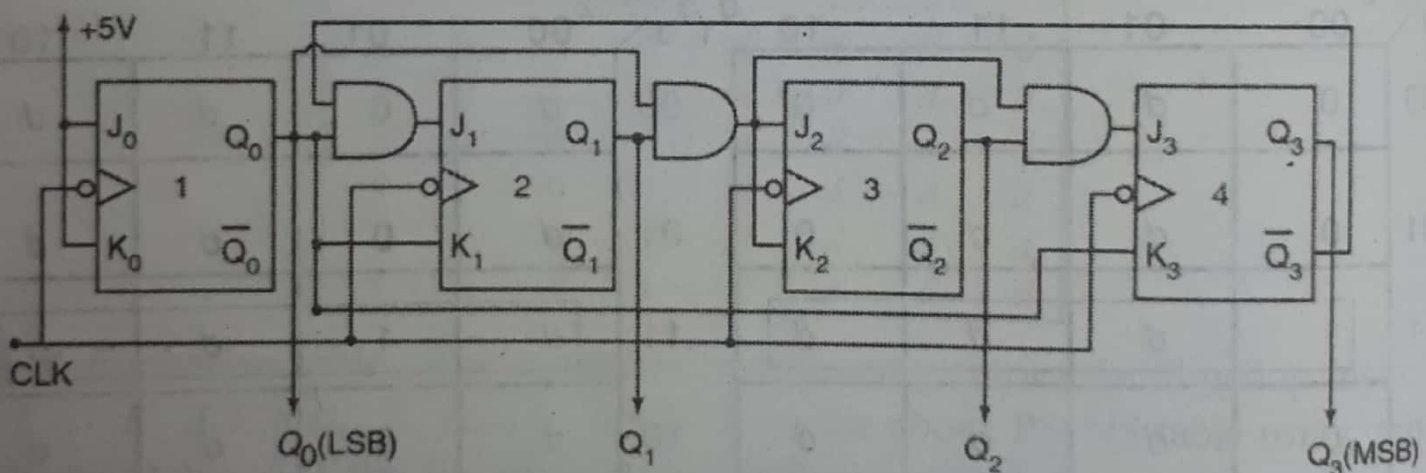 +5V
J₀ Q₀ J₁ Q₁ J₂ Q₂ J₃ Q₃
1 2 3 4
K₀ Q̅₀ K₁ Q̅₁ K₂ Q̅₂ K₃ Q̅₃
CLK
Q₀(LSB) Q₁ Q₂ Q₃(MSB)